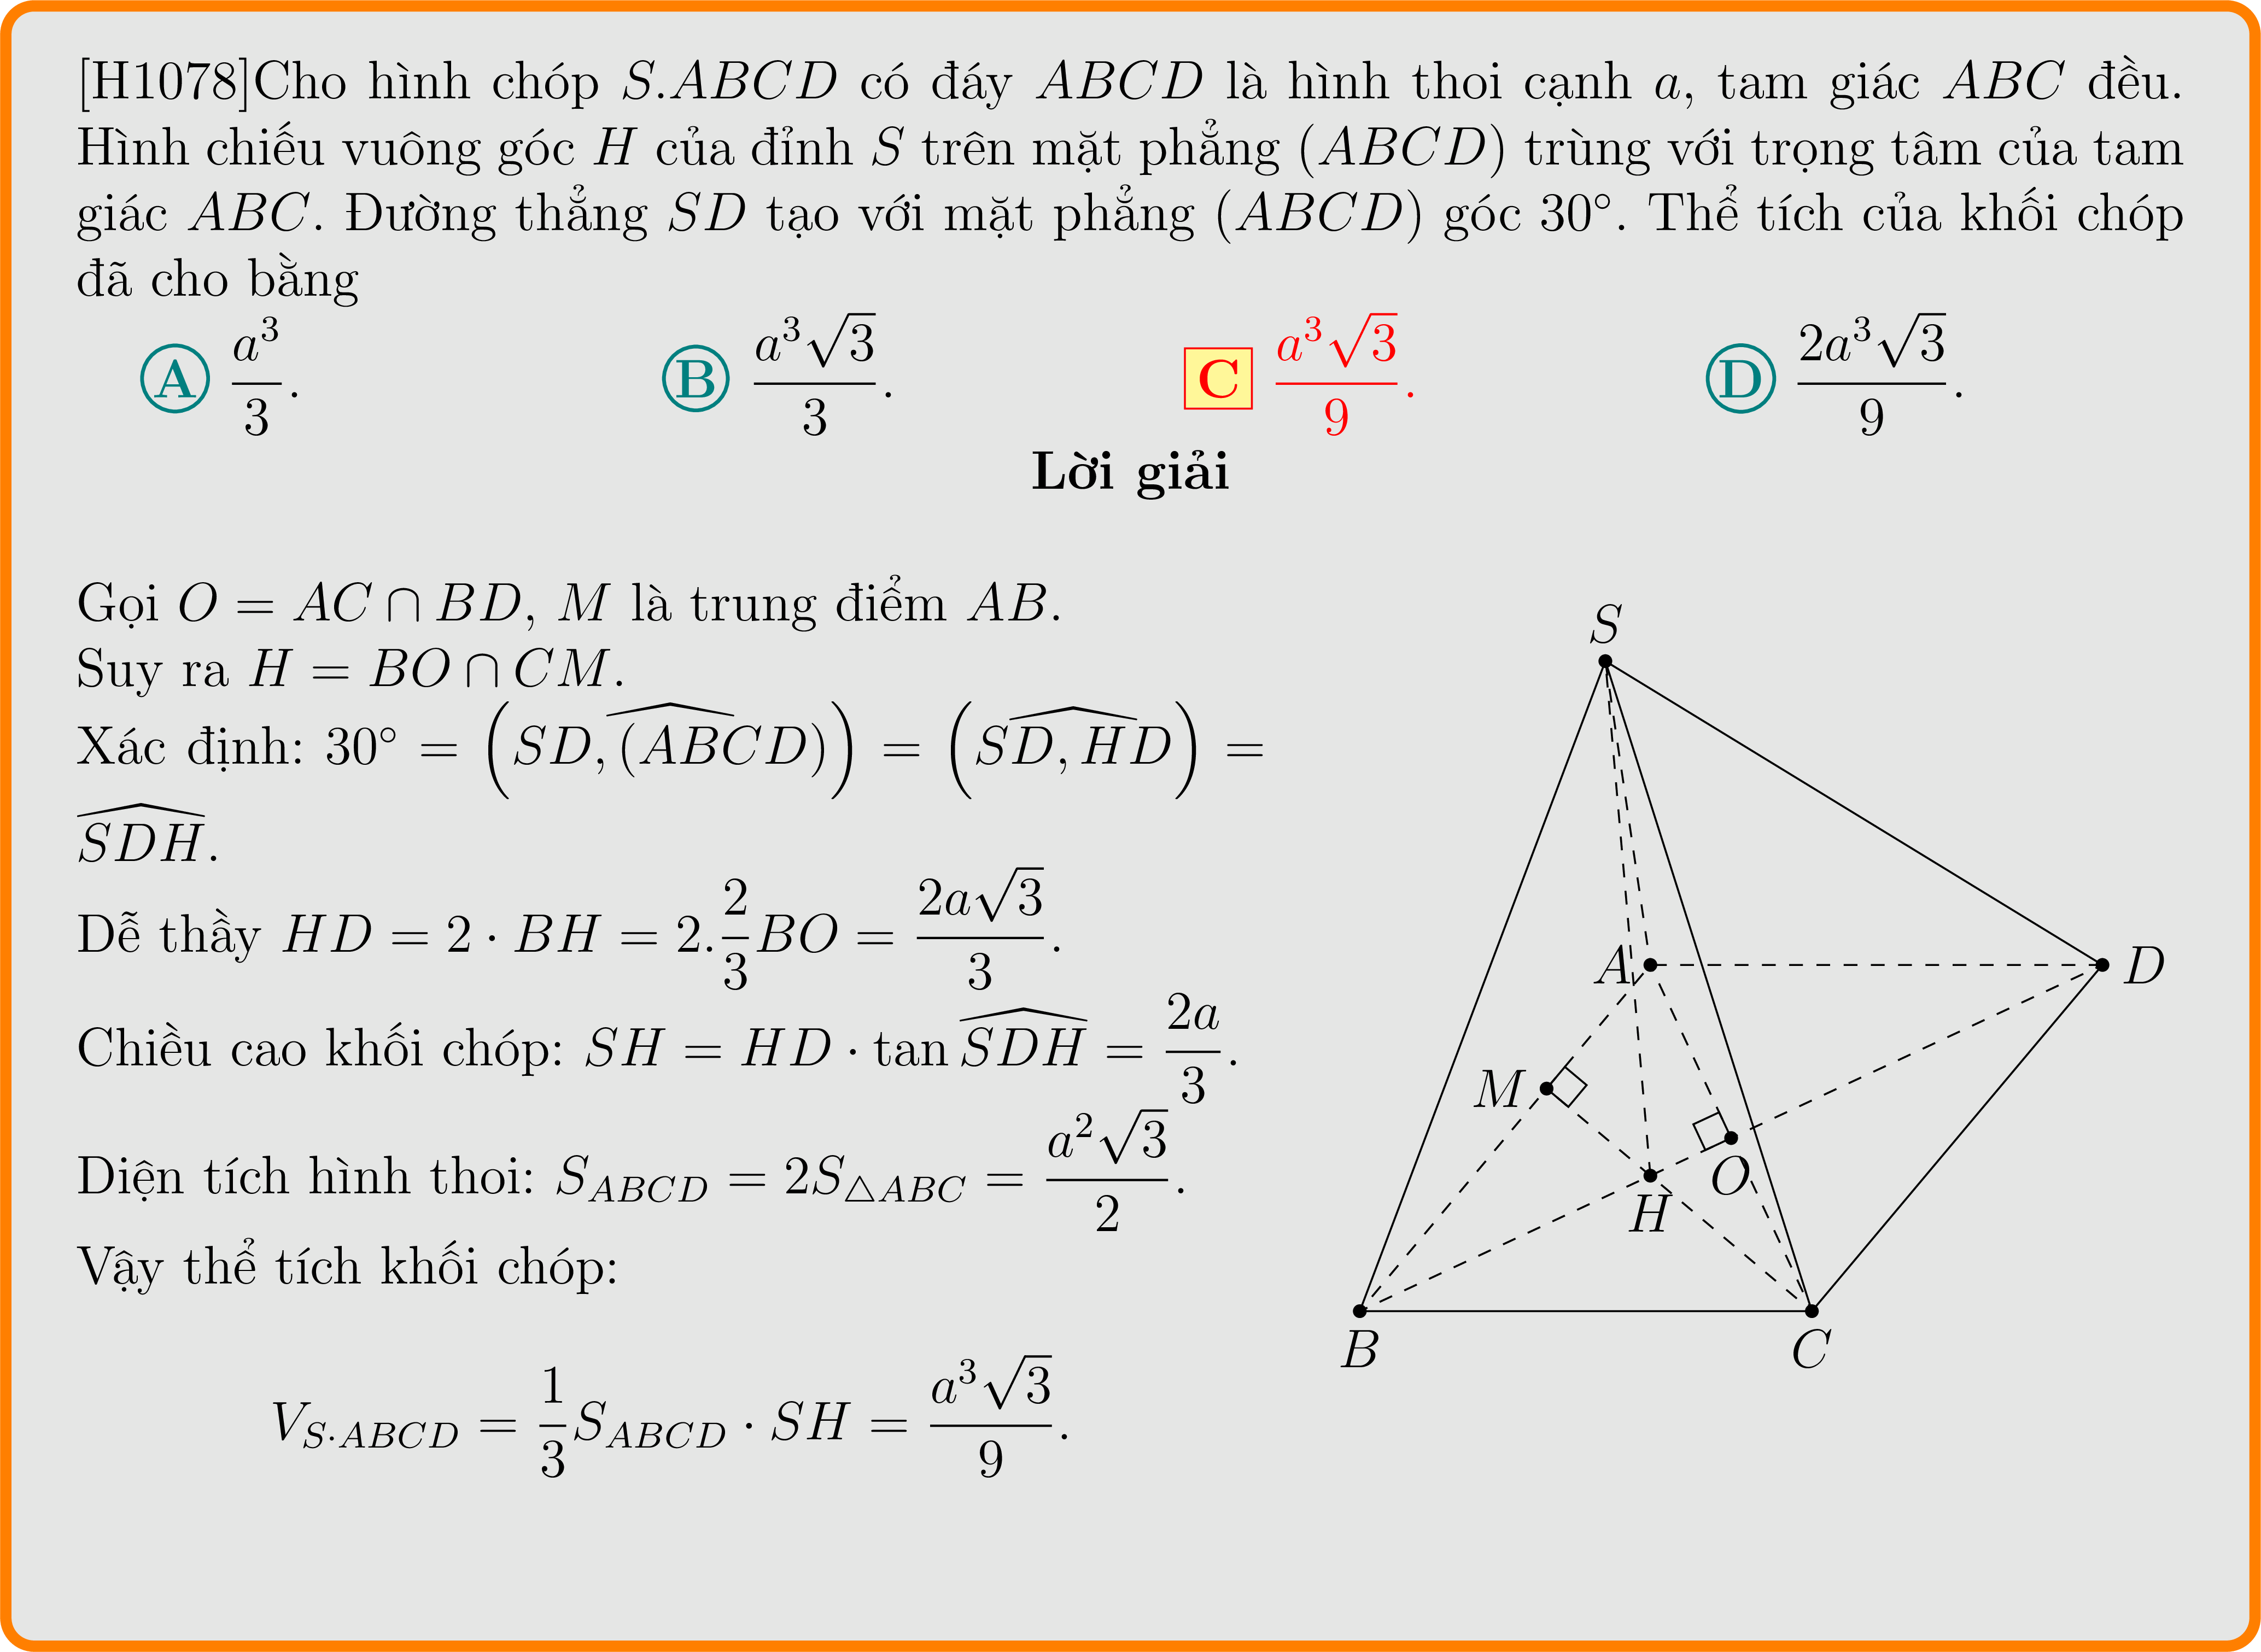 [H1078]Cho hình chóp S.ABCD có đáy ABCD là hình thoi cạnh a, tam giác ABC đều.
Hình chiếu vuông góc H của đỉnh S trên mặt phẳng (ABCD) trùng với trọng tâm của tam
giác ABC. Đường thẳng SD tạo với mặt phẳng (ABCD) góc 30°. Thể tích của khối chóp
đã cho bằng
A $\frac{a^3}{3}$. B $\frac{a^3\sqrt{3}}{3}$. C $\frac{a^3\sqrt{3}}{9}$. D $\frac{2a^3\sqrt{3}}{9}$.
Lời giải
Gọi O = AC ∩ BD, M là trung điểm AB.
Suy ra H = BO ∩ CM.
Xác định: 30° = $\left(\widehat{SD, (ABCD)}\right)$ = $\left(\widehat{SD, HD}\right)$ =
$\widehat{SDH}$.
Dễ thầy HD = 2 · BH = 2.$\frac{2}{3}$BO = $\frac{2a\sqrt{3}}{3}$.
Chiều cao khối chóp: SH = HD · tan $\widehat{SDH}$ = $\frac{2a}{3}$.
Diện tích hình thoi: $S_{ABCD} = 2S_{\triangle ABC} = \frac{a^2\sqrt{3}}{2}$.
Vậy thể tích khối chóp:
$V_{S \cdot ABCD} = \frac{1}{3}S_{ABCD} \cdot SH = \frac{a^3\sqrt{3}}{9}$.
S
A
D
M
O
H
B
C